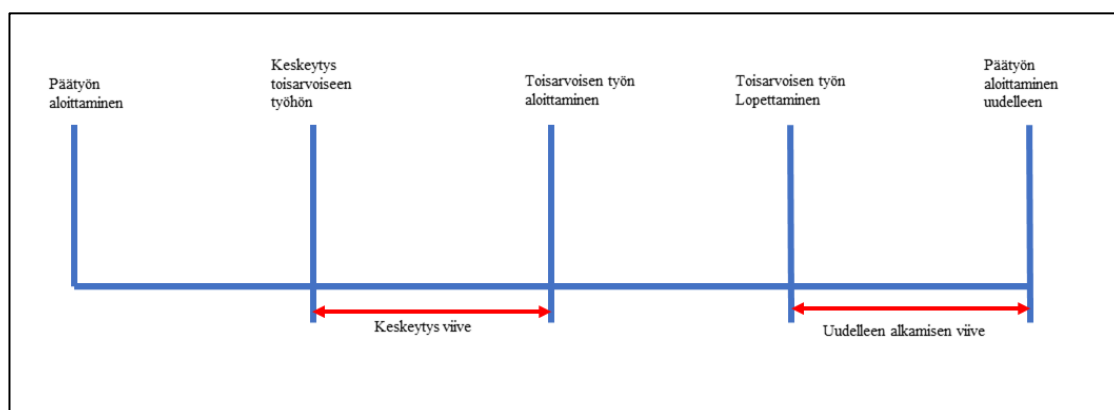 Päätyön
aloittaminen
Keskeytys
toisarvoiseen
työhön
Toisarvoisen työn
aloittaminen
Toisarvoisen työn
Lopettaminen
Päätyön
aloittaminen
uudelleen
Keskeytys viive
Uudelleen alkamisen viive